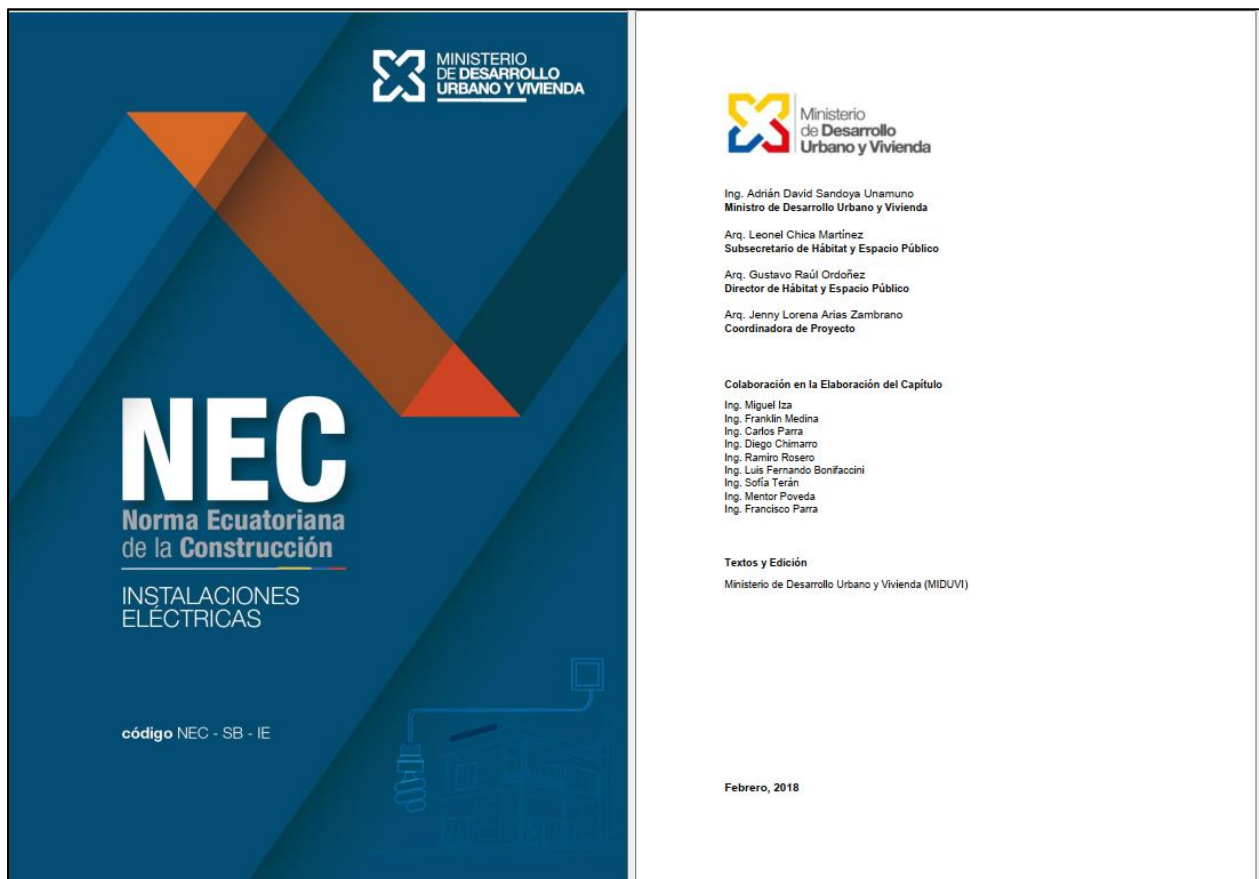 MINISTERIO
DE DESARROLLO
URBANO Y VIVIENDA
NEC
Norma Ecuatoriana
de la Construcción
INSTALACIONES
ELÉCTRICAS
código NEC - SB - IE
Ministerio
de Desarrollo
Urbano y Vivienda
Ing. Adrián David Sandoya Unamuno
Ministro de Desarrollo Urbano y Vivienda
Arq. Leonel Chica Martínez
Subsecretario de Hábitat y Espacio Público
Arq. Gustavo Raúl Ordoñez
Director de Hábitat y Espacio Público
Arq. Jenny Lorena Arias Zambrano
Coordinadora de Proyecto
Colaboración en la Elaboración del Capítulo
Ing. Miguel Iza
Ing. Franklin Medina
Ing. Carlos Parra
Ing. Diego Chimarro
Ing. Ramiro Rosero
Ing. Luis Fernando Bonifaccini
Ing. Sofía Terán
Ing. Mentor Poveda
Ing. Francisco Parra
Textos y Edición
Ministerio de Desarrollo Urbano y Vivienda (MIDUVI)
Febrero, 2018